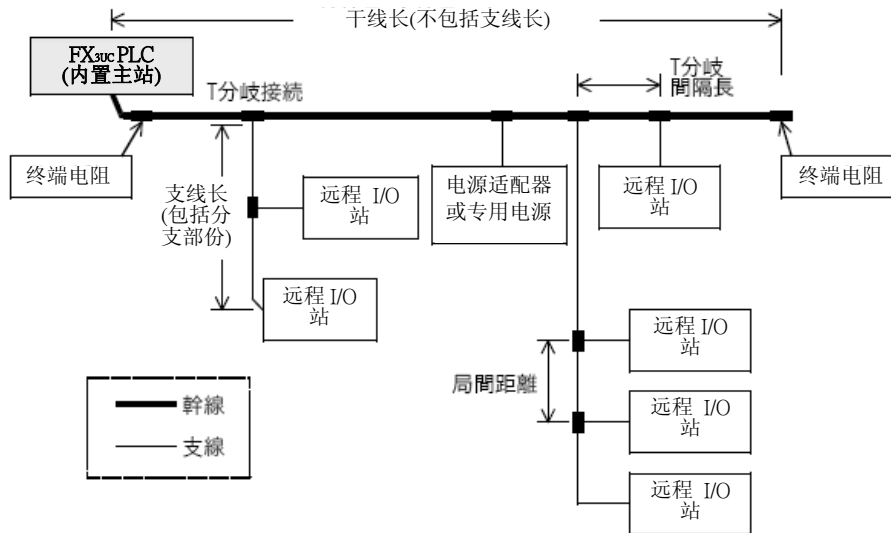 干线长(不包括支线长)
FX3UC PLC
(内置主站)
T分岐接続
T分岐
間隔長
终端电阻
支线长
(包括分
支部份)
远程 I/O
站
电源适配器
或专用电源
远程 I/O
站
终端电阻
远程 I/O
站
远程 I/O
站
局間距離
远程 I/O
站
远程 I/O
站
幹線
支線